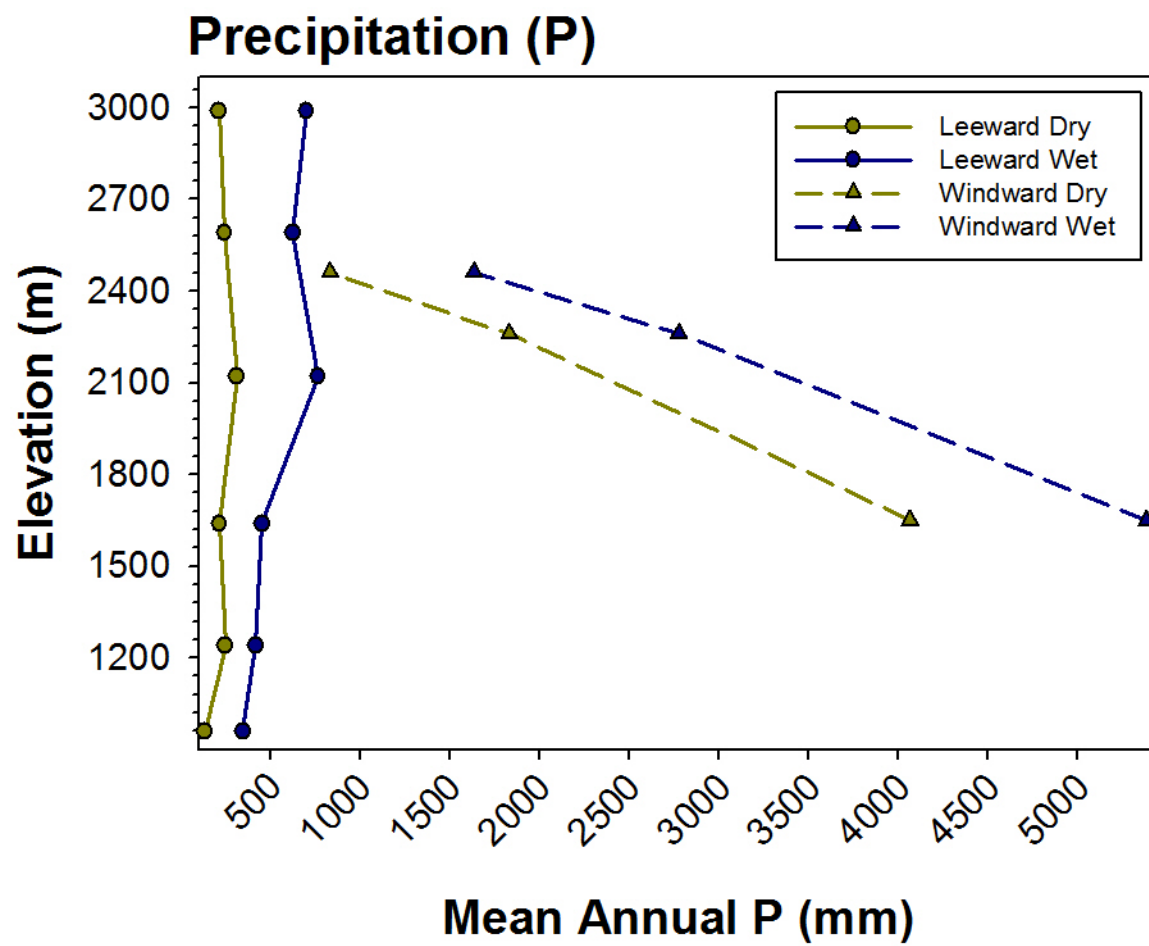 Precipitation (P)
Elevation (m)
3000
2700
2400
2100
1800
1500
1200
Leeward Dry
Leeward Wet
Windward Dry
Windward Wet
500
1000
1500
2000
2500
3000
3500
4000
4500
5000
Mean Annual P (mm)